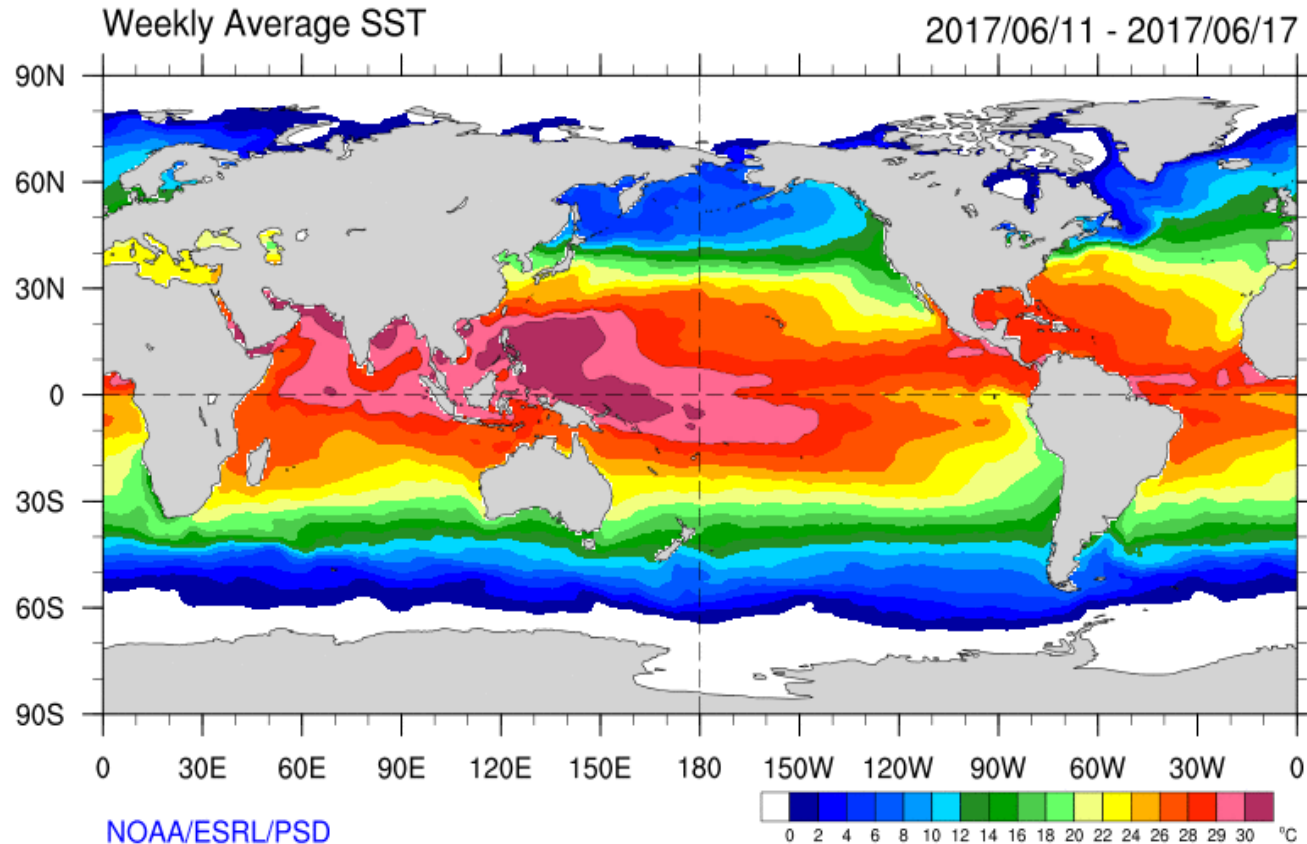 Weekly Average SST 2017/06/11 - 2017/06/17
90N
60N
30N
0
30S
60S
90S
0 30E 60E 90E 120E 150E 180 150W 120W 90W 60W 30W 0
NOAA/ESRL/PSD
0 2 4 6 8 10 12 14 16 18 20 22 24 26 28 29 30 °C